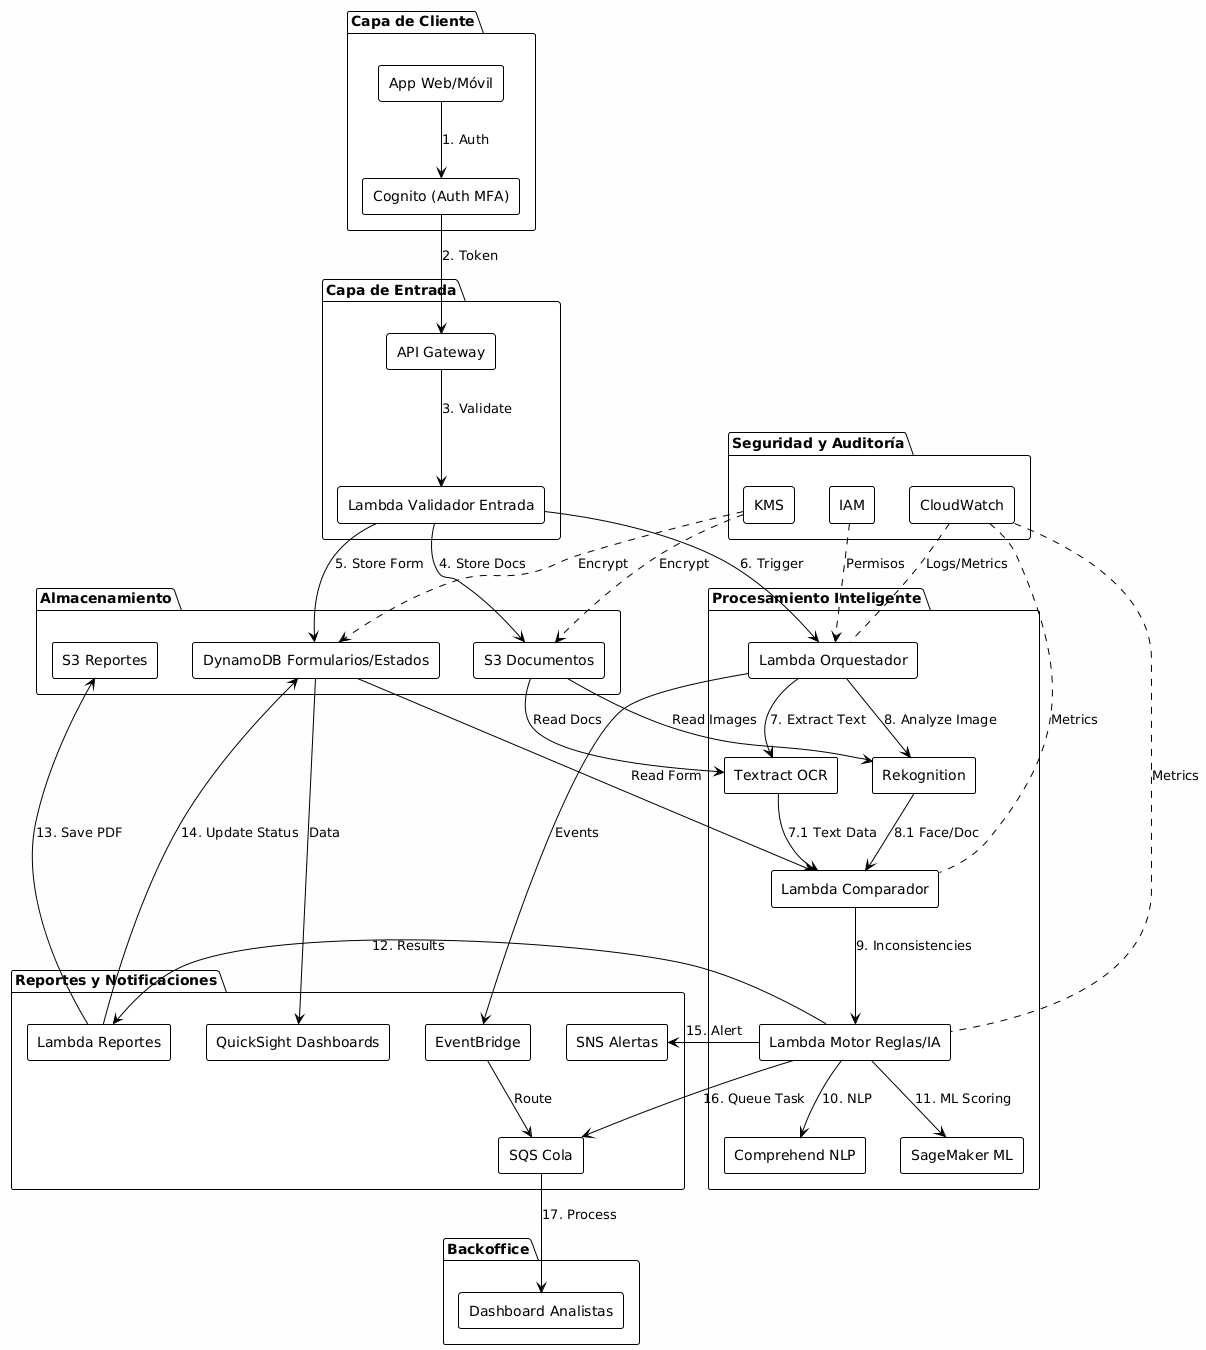 Capa de Cliente
App Web/Móvil
1. Auth
Cognito (Auth MFA)
2. Token
Capa de Entrada
API Gateway
3. Validate
Seguridad y Auditoría
Lambda Validador Entrada
KMS
IAM
CloudWatch
5. Store Form
4. Store Docs
Encrypt
Encrypt
6. Trigger
Permisos
Logs/Metrics
Almacenamiento
Procesamiento Inteligente
S3 Reportes
DynamoDB Formularios/Estados
S3 Documentos
Lambda Orquestador
Read Docs
Read Images
7. Extract Text
8. Analyze Image
Metrics
Read Form
Textract OCR
Rekognition
Metrics
13. Save PDF
14. Update Status
Data
Events
7.1 Text Data
8.1 Face/Doc
Lambda Comparador
12. Results
9. Inconsistencies
Reportes y Notificaciones
Lambda Reportes
QuickSight Dashboards
EventBridge
SNS Alertas
15. Alert
Lambda Motor Reglas/IA
Route
16. Queue Task
10. NLP
11. ML Scoring
SQS Cola
Comprehend NLP
SageMaker ML
17. Process
Backoffice
Dashboard Analistas